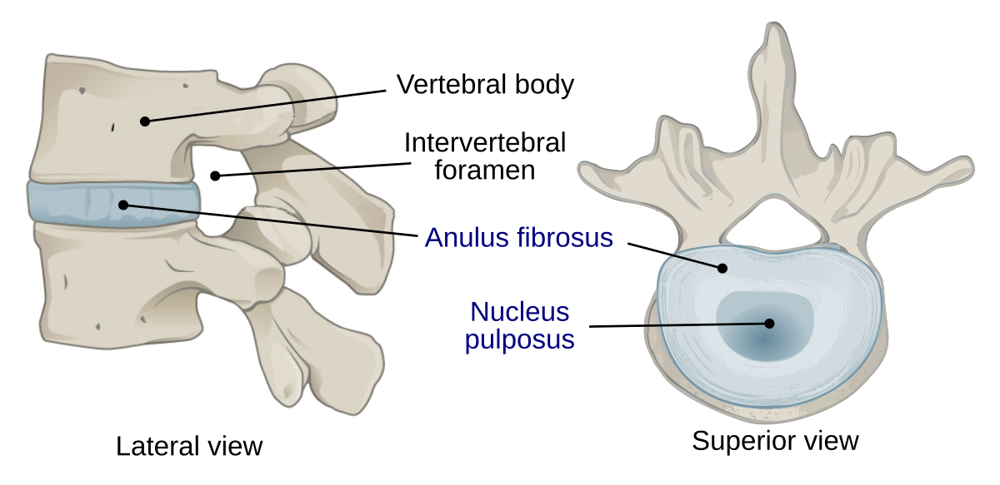 Vertebral body
Intervertebral
foramen
Anulus fibrosus
Nucleus
pulposus
Lateral view
Superior view